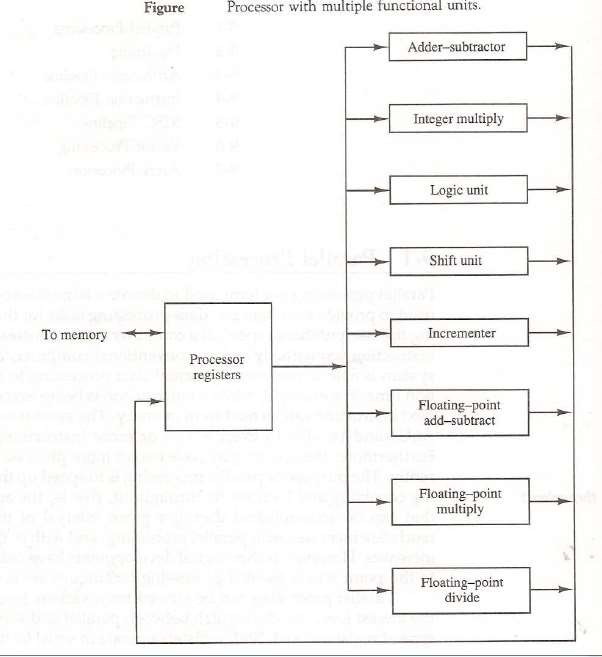 Figure Processor with multiple functional units.
Adder–subtractor
Integer multiply
Logic unit
Shift unit
To memory
Incrementer
Processor
registers
Floating-point
add–subtract
Floating-point
multiply
Floating-point
divide